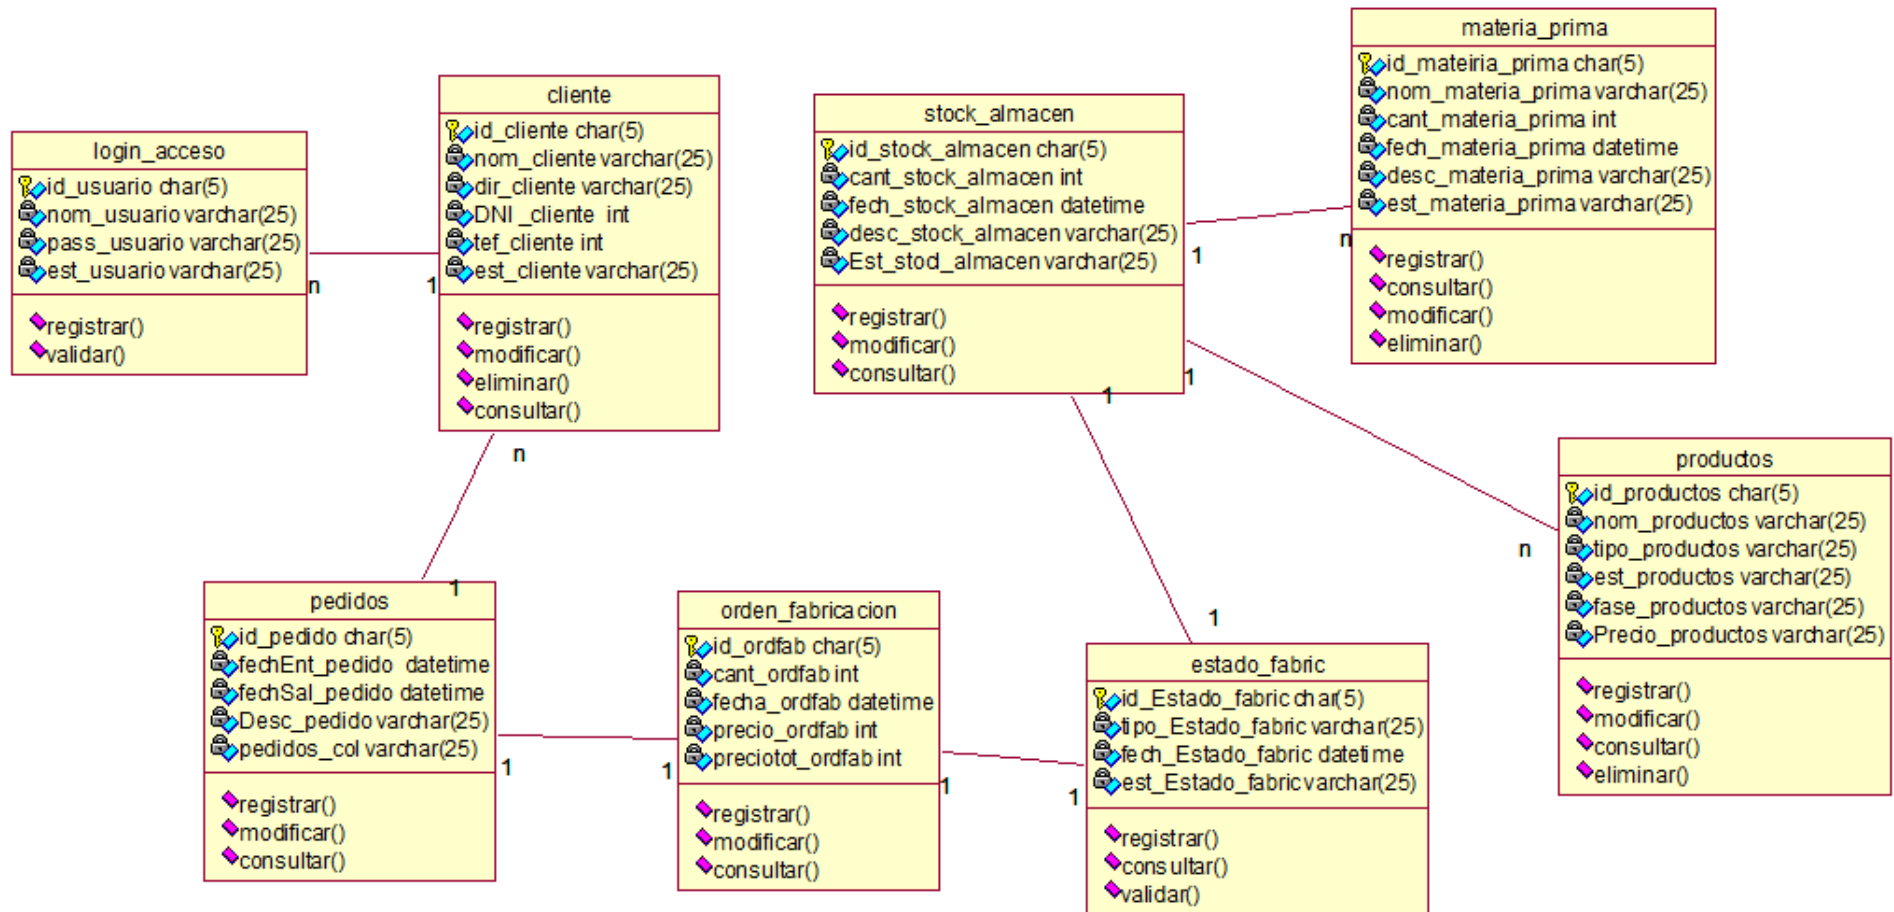 login_acceso
id_usuario char(5)
nom_usuario varchar(25)
pass_usuario varchar(25)
est_usuario varchar(25)
registrar()
validar()
n
1
cliente
id_cliente char(5)
nom_cliente varchar(25)
dir_cliente varchar(25)
DNI _cliente int
tef_cliente int
est_cliente varchar(25)
registrar()
modificar()
eliminar()
consultar()
n
1
stock_almacen
id_stock_almacen char(5)
cant_stock_almacen int
fech_stock_almacen datetime
desc_stock_almacen varchar(25)
Est_stod_almacen varchar(25)
registrar()
modificar()
consultar()
1
n
1
n
1
1
materia_prima
id_mateiria_prima char(5)
nom_materia_prima varchar(25)
cant_materia_prima int
fech_materia_prima datetime
desc_materia_prima varchar(25)
est_materia_prima varchar(25)
registrar()
consultar()
modificar()
eliminar()
productos
id_productos char(5)
nom_productos varchar(25)
tipo_productos varchar(25)
est_productos varchar(25)
fase_productos varchar(25)
Precio_productos varchar(25)
registrar()
modificar()
consultar()
eliminar()
pedidos
id_pedido char(5)
fechEnt_pedido datetime
fechSal_pedido datetime
Desc_pedido varchar(25)
pedidos_col varchar(25)
registrar()
modificar()
consultar()
1
1
orden_fabricacion
id_ordfab char(5)
cant_ordfab int
fecha_ordfab datetime
precio_ordfab int
preciotot_ordfab int
registrar()
modificar()
consultar()
1
1
estado_fabric
id_Estado_fabric char(5)
tipo_Estado_fabric varchar(25)
fech_Estado_fabric datetime
est_Estado_fabric varchar(25)
registrar()
consultar()
validar()